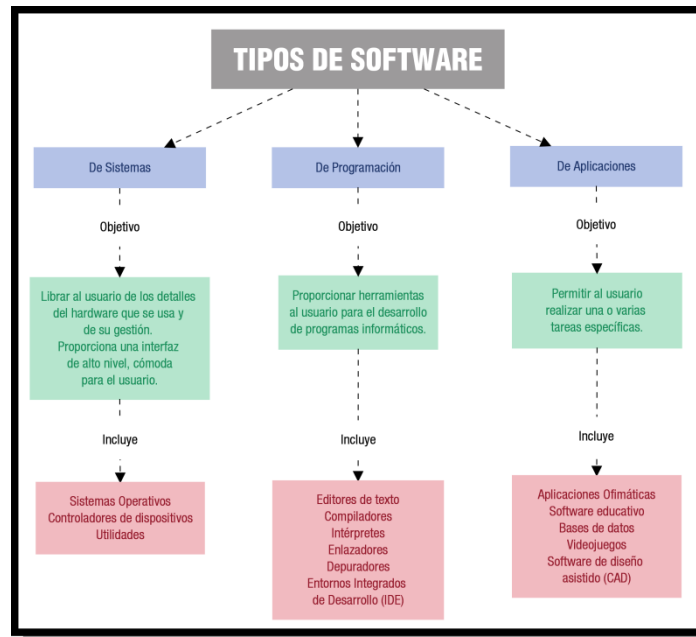 TIPOS DE SOFTWARE
De Sistemas
Objetivo
Librar al usuario de los detalles
del hardware que se usa y
de su gestión.
Proporciona una interfaz
de alto nivel, cómoda
para el usuario.
Incluye
Sistemas Operativos
Controladores de dispositivos
Utilidades
De Programación
Objetivo
Proporcionar herramientas
al usuario para el desarrollo
de programas informáticos.
Incluye
Editores de texto
Compiladores
Intérpretes
Enlazadores
Depuradores
Entornos Integrados
de Desarrollo (IDE)
De Aplicaciones
Objetivo
Permitir al usuario
realizar una o varias
tareas específicas.
Incluye
Aplicaciones Ofimáticas
Software educativo
Bases de datos
Videojuegos
Software de diseño
asistido (CAD)